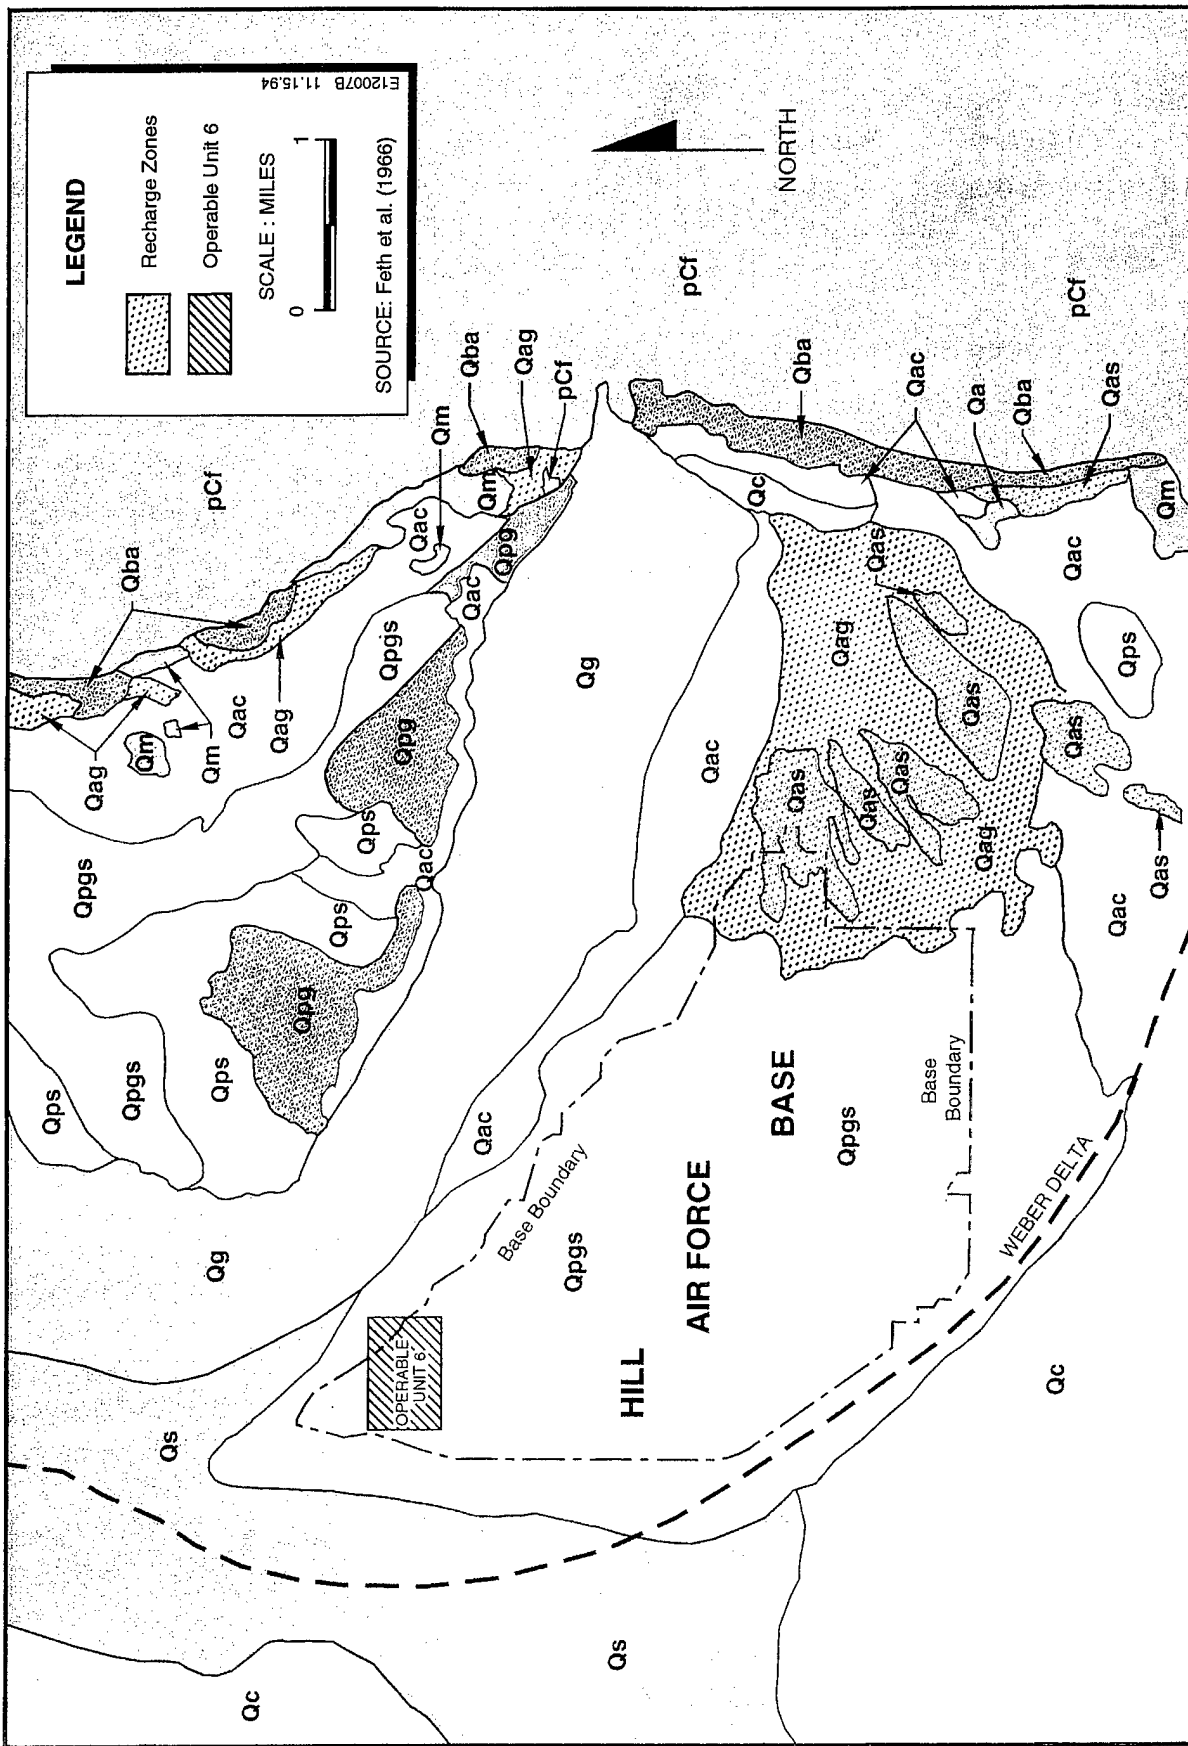 LEGEND
Recharge Zones
Operable Unit 6
SCALE : MILES
0
1
SOURCE: Feth et al. (1966)
E12007B 11.15.94
NORTH
pCf
pCf
pCf
Qba
Qag
Qm
Qm
Qac
Qag
Qm
Qac
Qm
Qba
Qag
pCf
Qpg
Qac
Qpgs
Qpg
Qps
Qac
Qpgs
Qps
Qpg
Qps
Qpgs
Qps
Qg
Qg
Qac
Qac
Qs
Qc
Qs
Qc
Qc
Qba
Qac
Qa
Qba
Qas
Qm
Qac
Qps
Qas
Qag
Qas
Qas
Qas
Qas
Qag
Qas
Qas
Qac
OPERABLE
UNIT 6
Base Boundary
Qpgs
HILL
AIR FORCE
BASE
Qpgs
Base
Boundary
WEBER DELTA